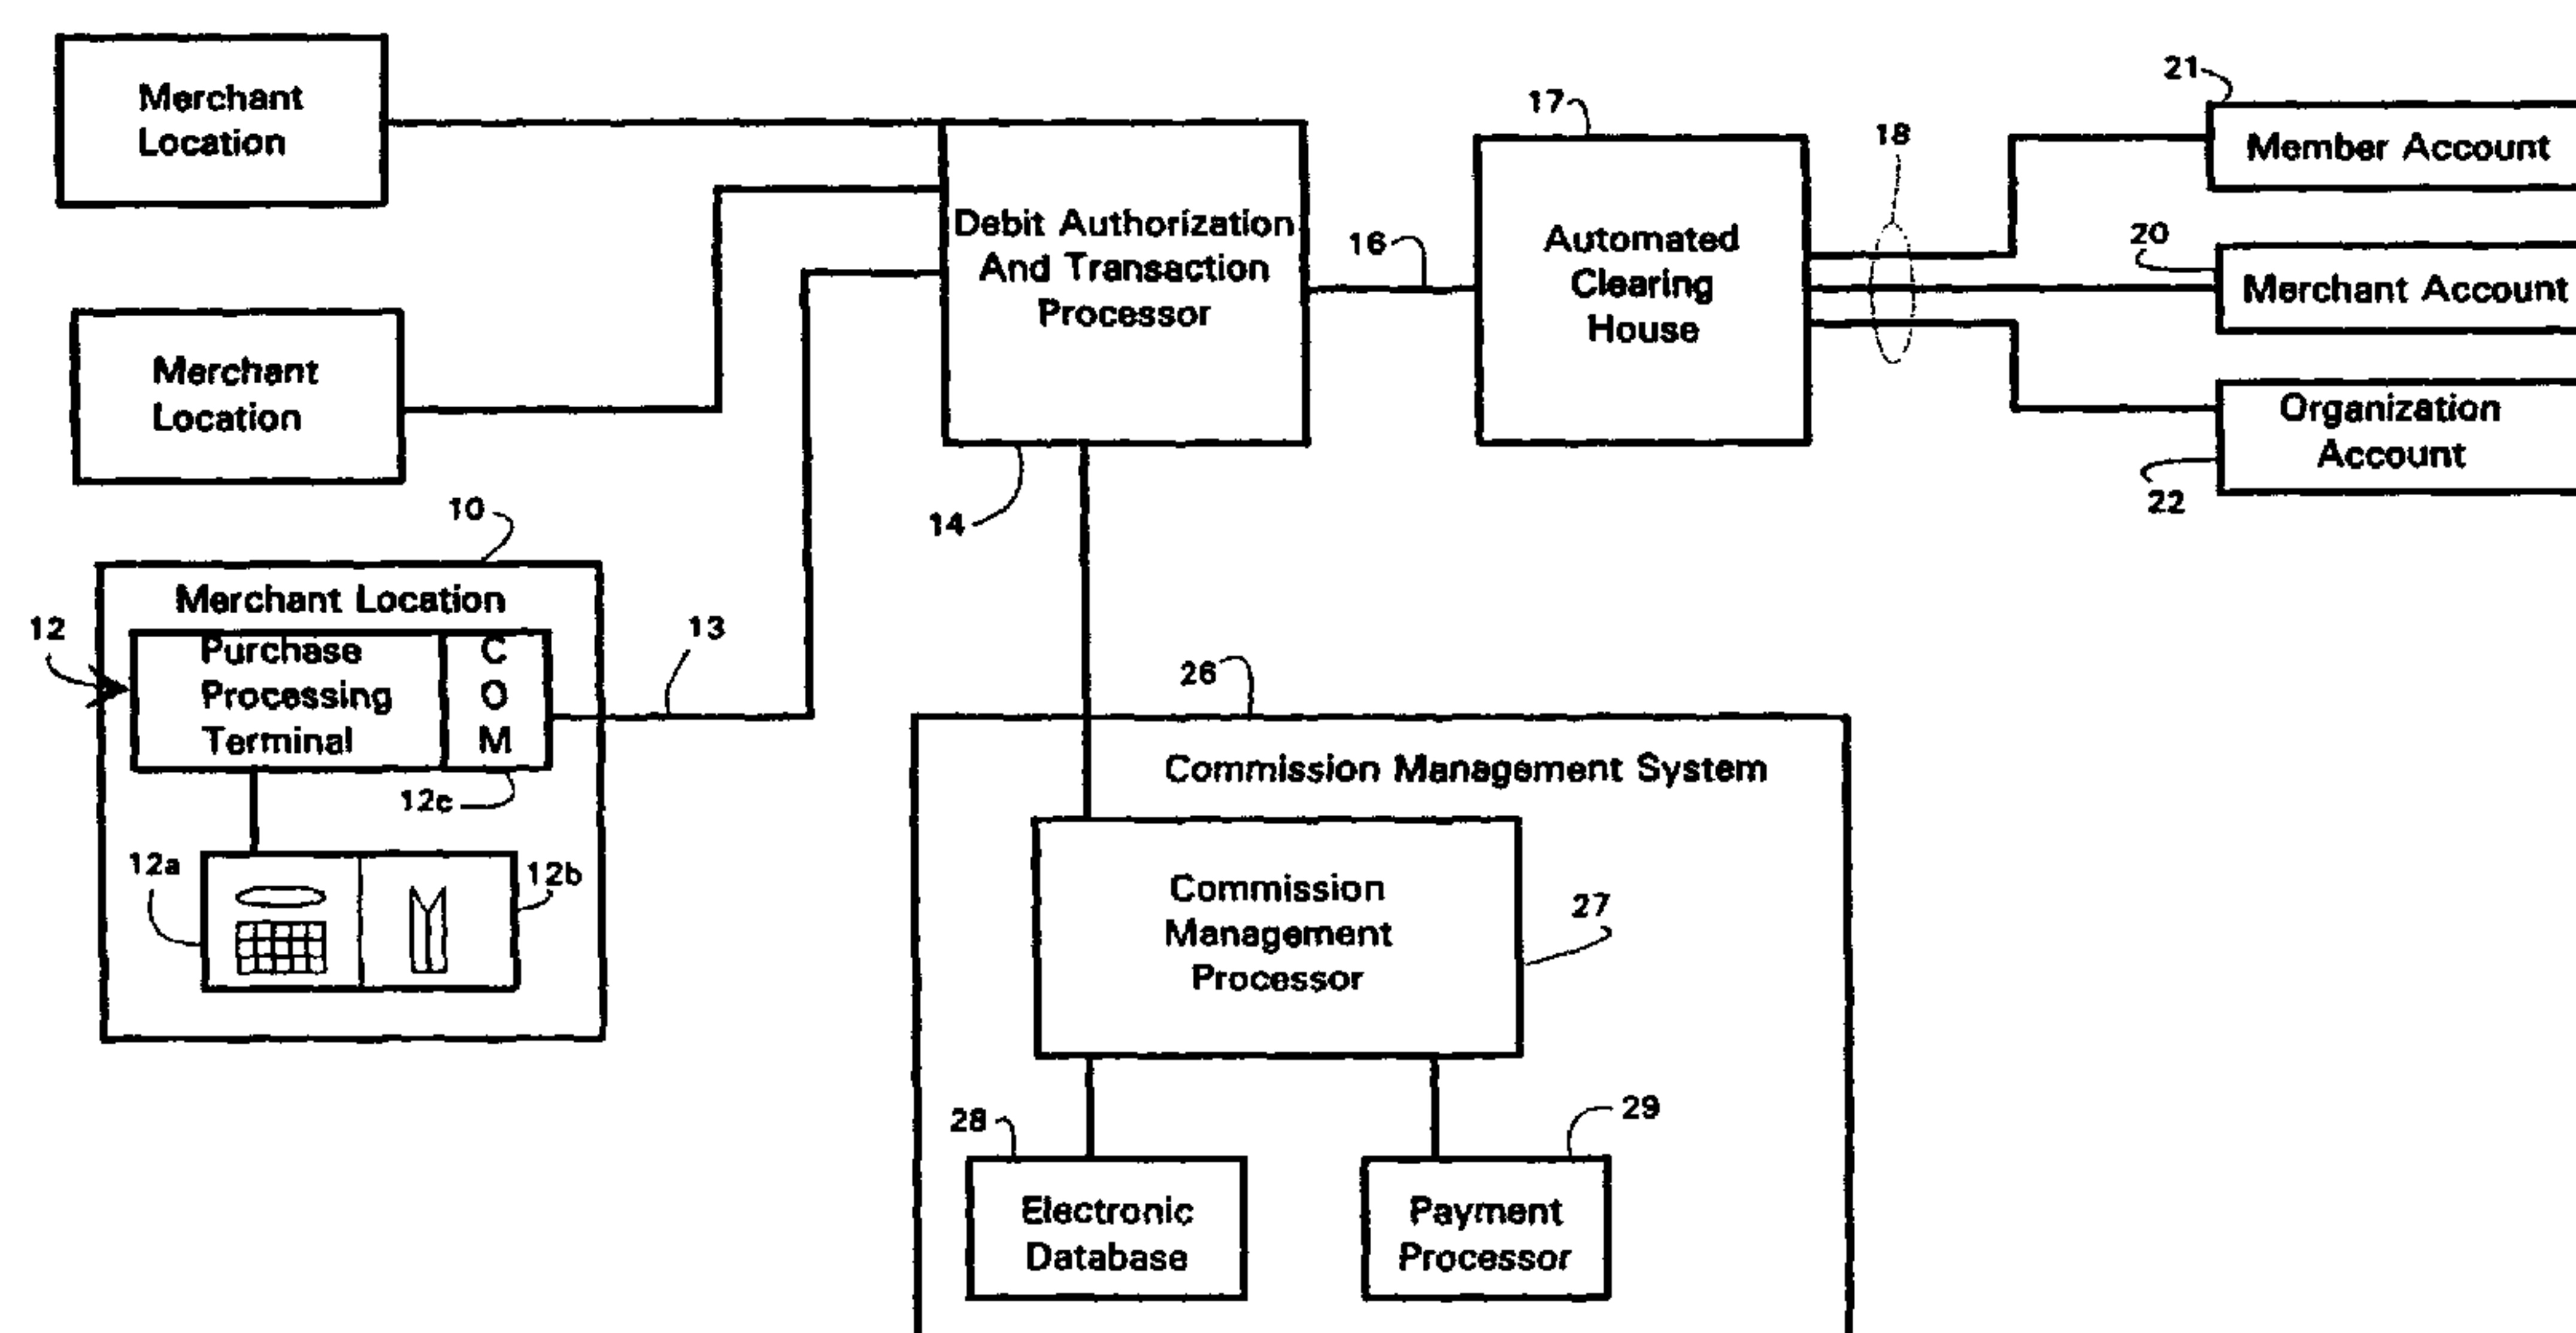 Merchant
Location
Merchant
Location
10
Merchant Location
12
Purchase
Processing
Terminal
C
O
M
12c
13
12a
12b
Debit Authorization
And Transaction
Processor
14
16
17
Automated
Clearing
House
18
21
Member Account
20
Merchant Account
Organization
Account
22
26
Commission Management System
Commission
Management
Processor
27
28
Electronic
Database
29
Payment
Processor